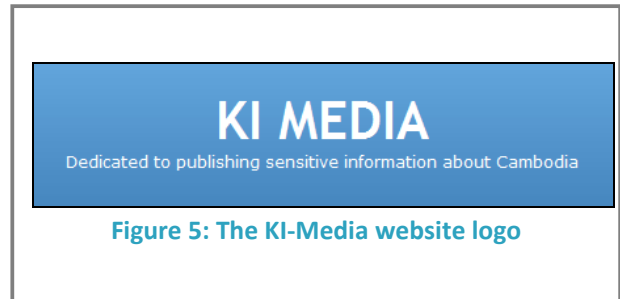 KI MEDIA
Dedicated to publishing sensitive information about Cambodia
Figure 5: The KI-Media website logo